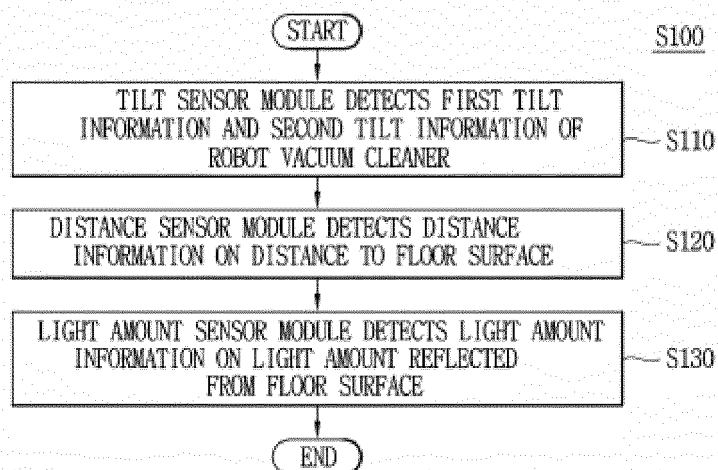 START
S100
TILT SENSOR MODULE DETECTS FIRST TILT
INFORMATION AND SECOND TILT INFORMATION OF
ROBOT VACUUM CLEANER
S110
DISTANCE SENSOR MODULE DETECTS DISTANCE
INFORMATION ON DISTANCE TO FLOOR SURFACE
S120
LIGHT AMOUNT SENSOR MODULE DETECTS LIGHT AMOUNT
INFORMATION ON LIGHT AMOUNT REFLECTED
FROM FLOOR SURFACE
S130
END